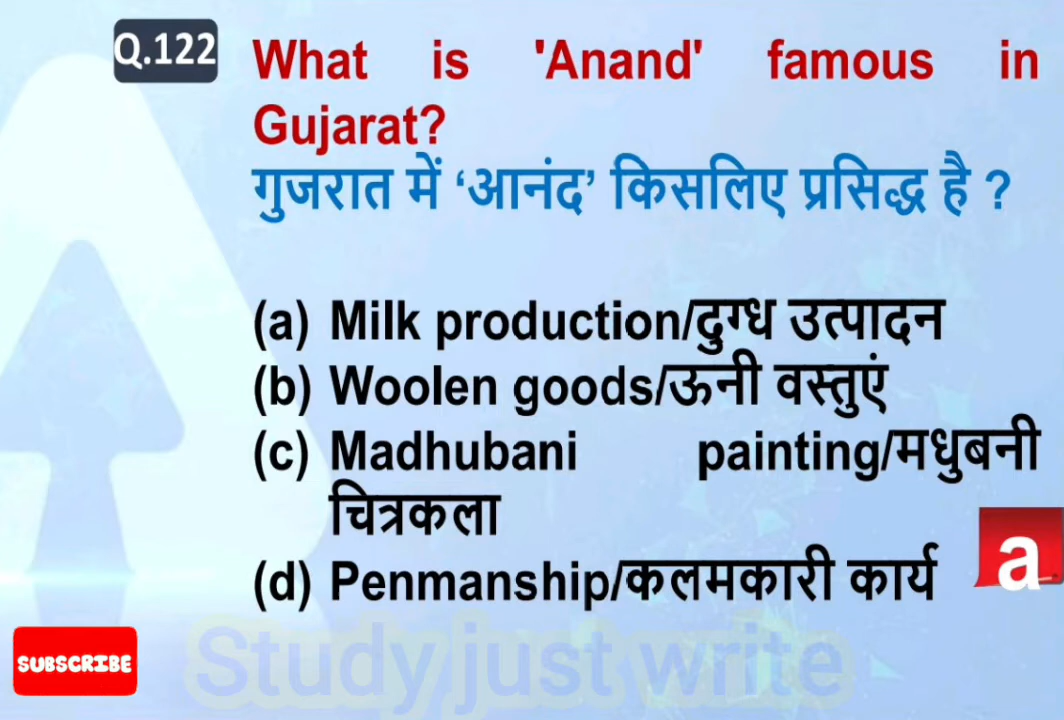 Q.122
What is 'Anand' famous in
Gujarat?
गुजरात में ‘आनंद’ किसलिए प्रसिद्ध है ?
(a) Milk production/दुग्ध उत्पादन
(b) Woolen goods/ऊनी वस्तुएं
(c) Madhubani painting/मधुबनी
चित्रकला
(d) Penmanship/कलमकारी कार्य
a
SUBSCRIBE
Study just write